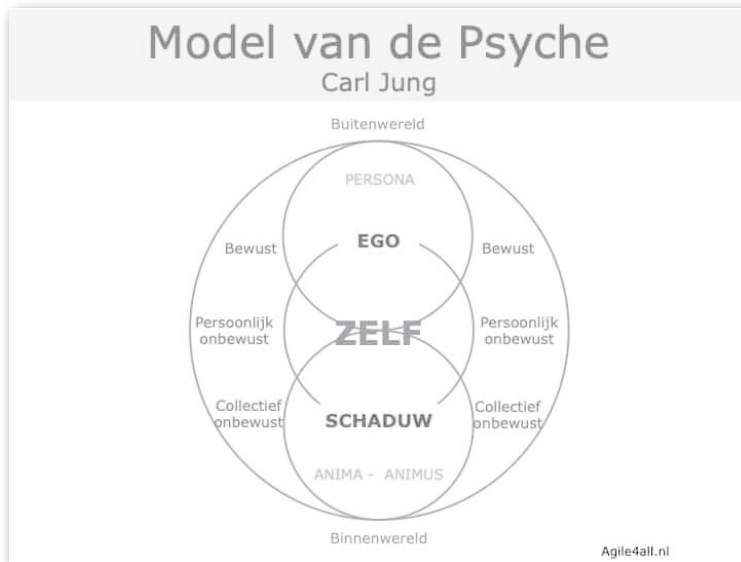 Model van de Psyche
Carl Jung
Buitenwereld
PERSONA
EGO
Bewust
Bewust
ZELF
Persoonlijk
onbewust
Persoonlijk
onbewust
Collectief
onbewust
Collectief
onbewust
SCHADUW
ANIMA - ANIMUS
Binnenwereld
Agile4all.nl